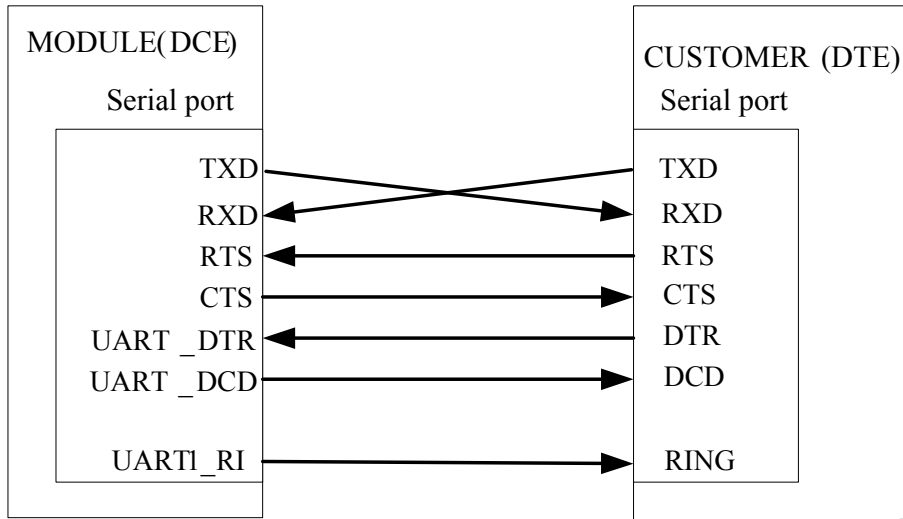 MODULE(DCE)
Serial port
TXD
RXD
RTS
CTS
UART _DTR
UART _DCD
UART1_RI
CUSTOMER (DTE)
Serial port
TXD
RXD
RTS
CTS
DTR
DCD
RING